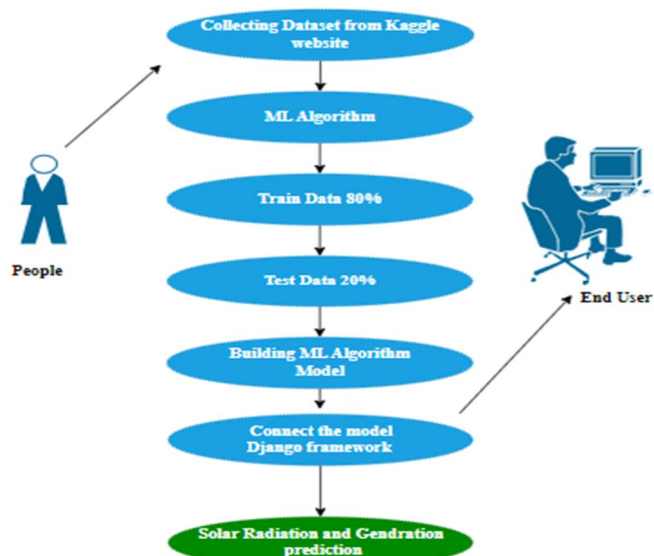 Collecting Dataset from Kaggle
website
ML Algorithm
Train Data 80%
People
Test Data 20%
End User
Building ML Algorithm
Model
Connect the model
Django framework
Solar Radiation and Gendration
prediction